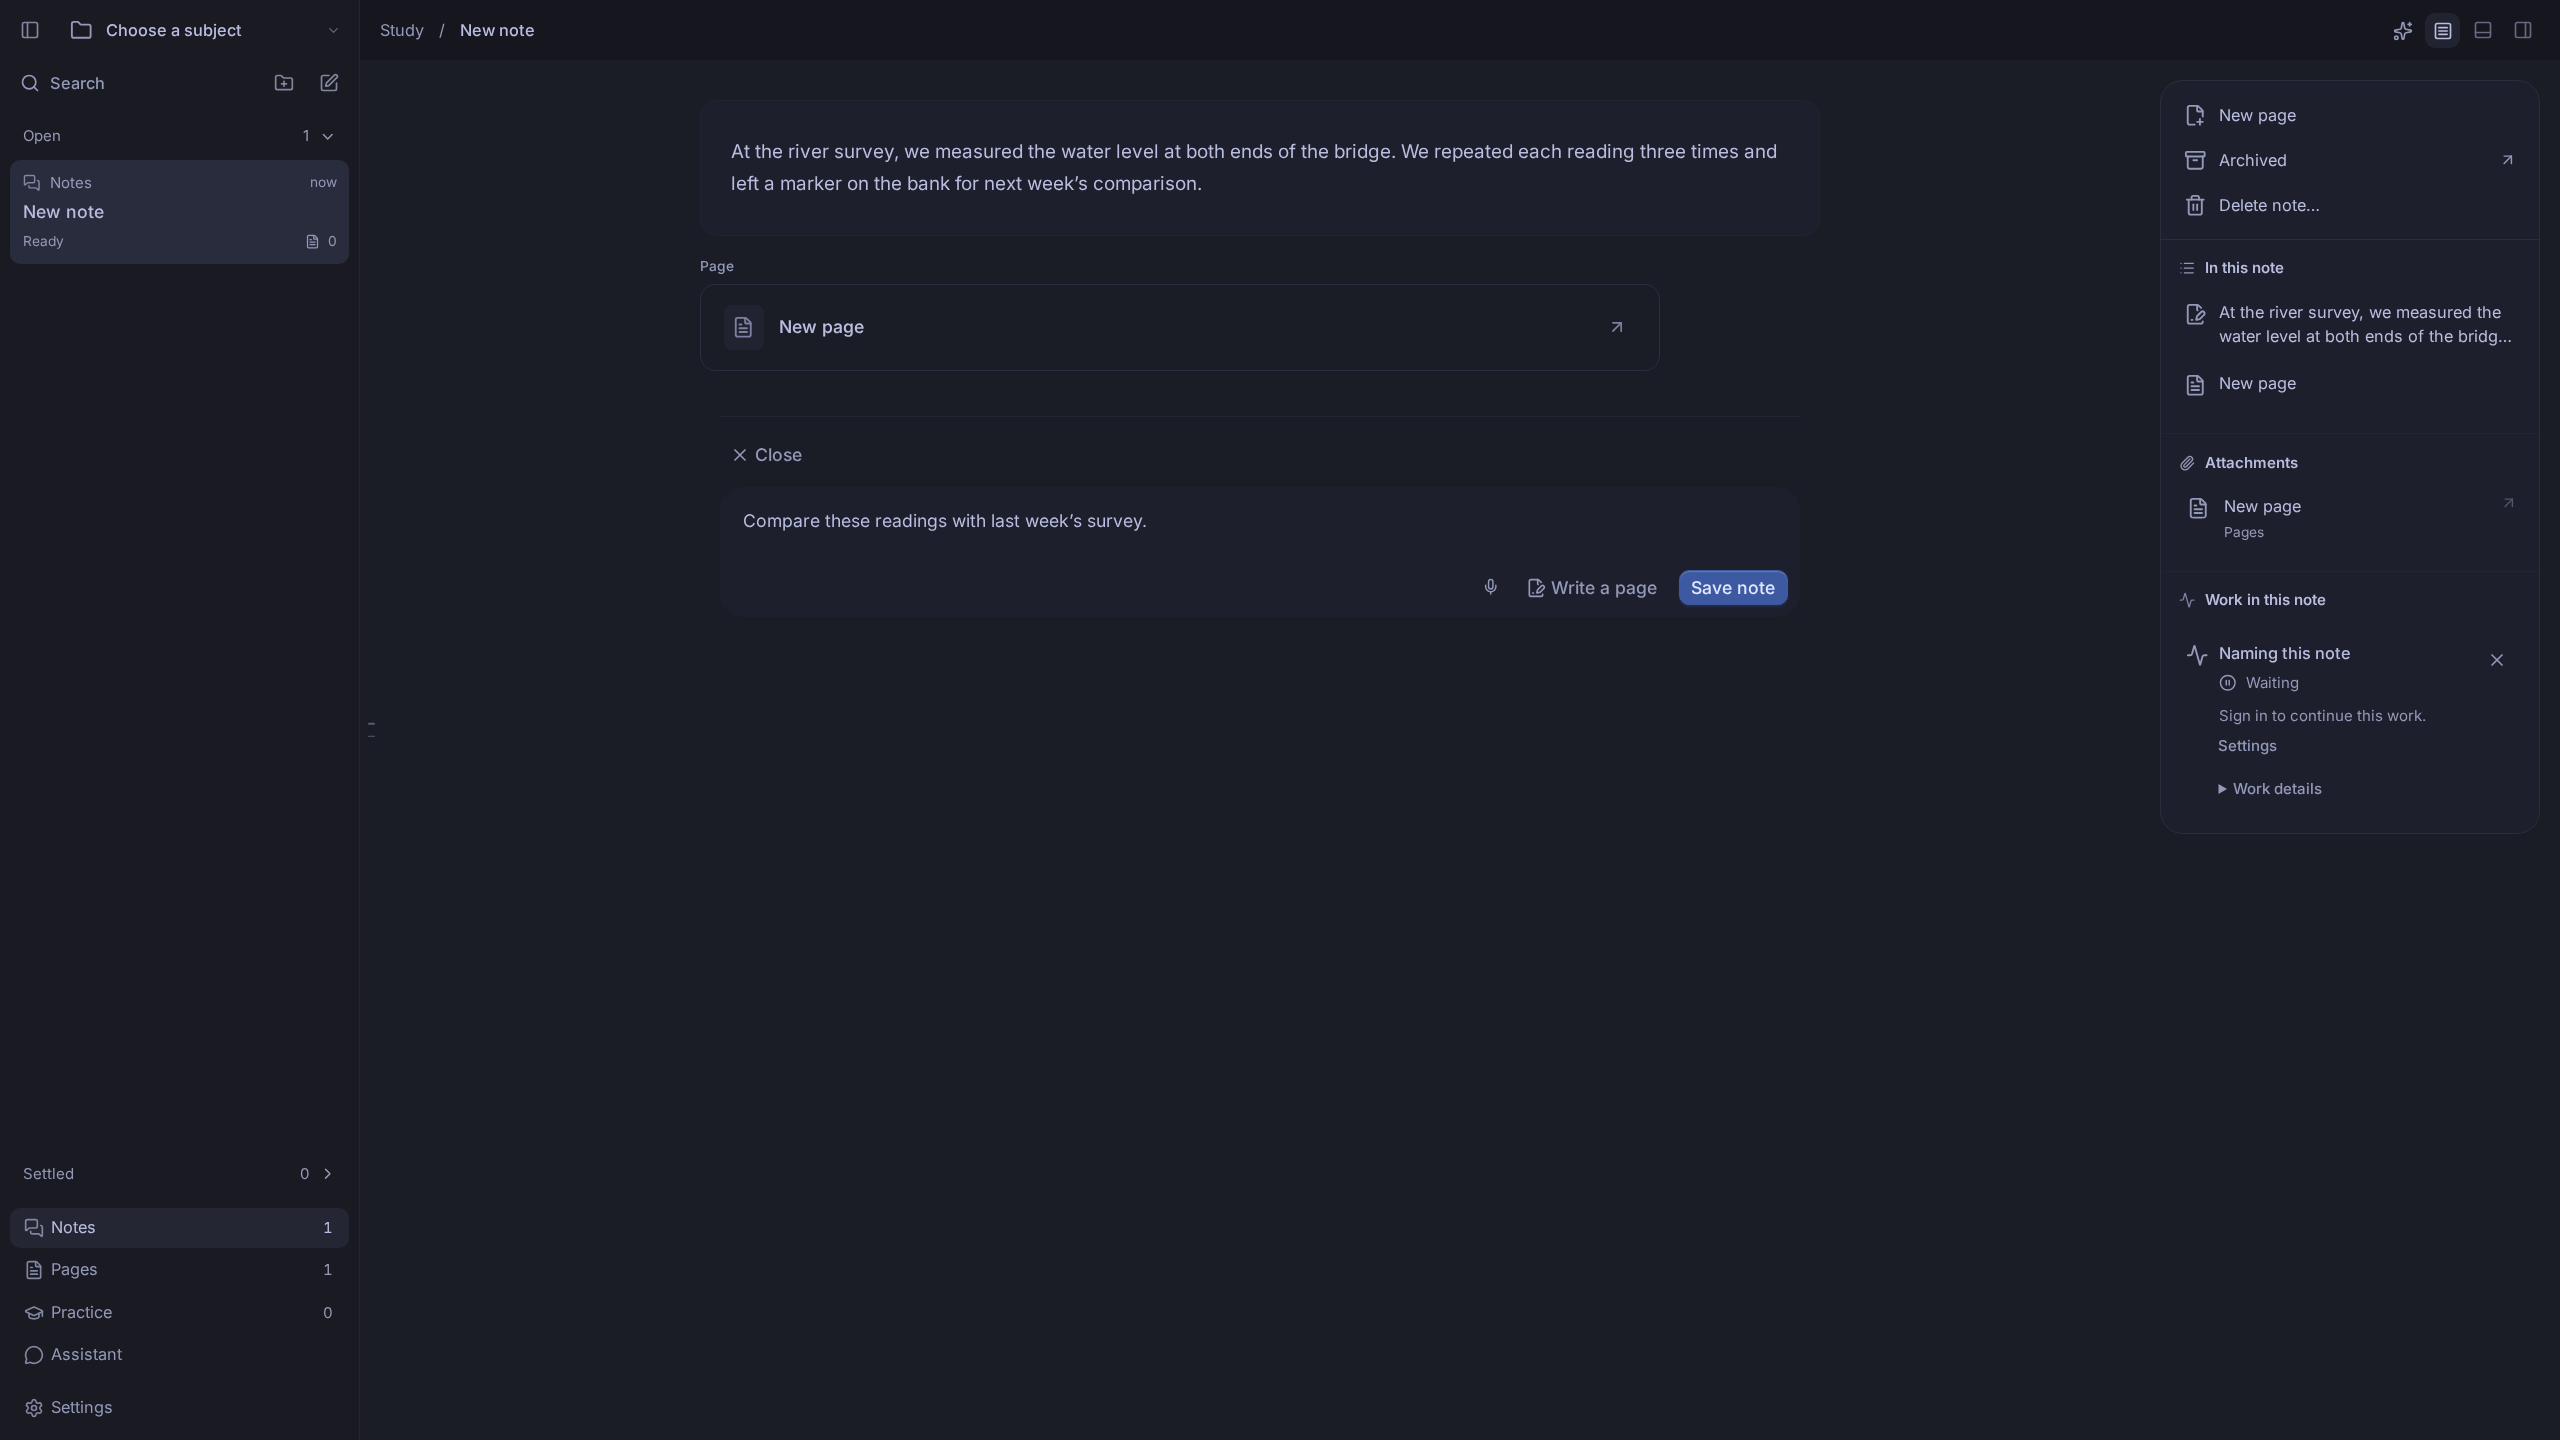 Choose a subject
Search
Open 1
Notes now
New note
Ready 0
Settled 0
Notes 1
Pages 1
Practice 0
Assistant
Settings
Study / New note
At the river survey, we measured the water level at both ends of the bridge. We repeated each reading three times and
left a marker on the bank for next week’s comparison.
Page
New page
Close
Compare these readings with last week’s survey.
Write a page
Save note
New page
Archived
Delete note...
In this note
At the river survey, we measured the
water level at both ends of the bridg...
New page
Attachments
New page
Pages
Work in this note
Naming this note
Waiting
Sign in to continue this work.
Settings
Work details